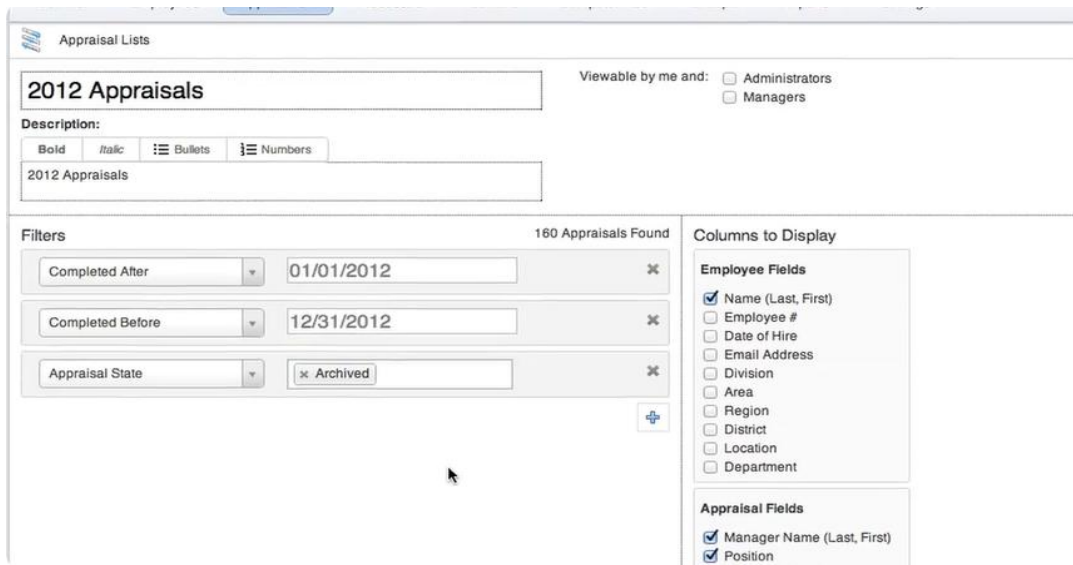 Appraisal Lists
2012 Appraisals
Viewable by me and:
Administrators
Managers
Description:
Bold Italic Bullets Numbers
2012 Appraisals
Filters 160 Appraisals Found
Completed After 01/01/2012
Completed Before 12/31/2012
Appraisal State × Archived
Columns to Display
Employee Fields
Name (Last, First)
Employee #
Date of Hire
Email Address
Division
Area
Region
District
Location
Department
Appraisal Fields
Manager Name (Last, First)
Position